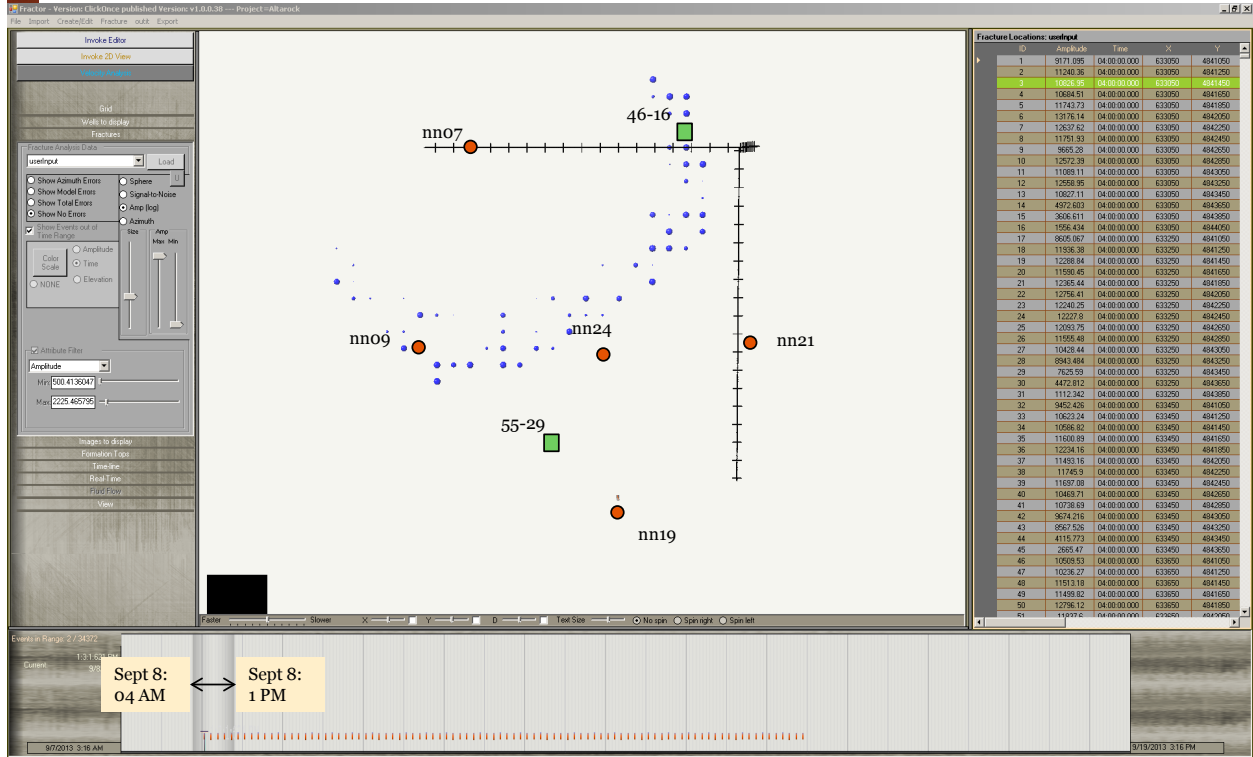 Fractor - Version: ClickOnce published Version: v1.0.0.38 --- Project=Altarock
File Import Create/Edit Fracture outit Export
Invoke Editor
Invoke 2D View
Grid
Wells to display
Fractures
Fracture Analysis Data
userInput Load
Show Azimuth Errors
Show Model Errors
Show Total Errors
Show No Errors
Sphere U
Signal-to-Noise
Amp (log)
Azimuth
Show Events out of
Time Range
Size Amp
Max Min
Color
Scale
Amplitude
Time
Elevation
NONE
Attribute Filter
Amplitude
Min 500.4136047
Max 2225.465795
Images to display
Formation Tops
Time-line
Real-Time
Fluid Flow
View
46-16
nn07
nn09
nn24
nn21
55-29
nn19
Faster Slower X Y D Text Size No spin Spin right Spin left
Fracture Locations: userInput
ID Amplitude Time X Y
1 9171.095 04:00:00.000 633050 4841050
2 11240.36 04:00:00.000 633050 4841250
3 10626.95 04:00:00.000 633050 4841450
4 10684.51 04:00:00.000 633050 4841650
5 11743.73 04:00:00.000 633050 4841850
6 13176.14 04:00:00.000 633050 4842050
7 12637.62 04:00:00.000 633050 4842250
8 11751.93 04:00:00.000 633050 4842450
9 9665.28 04:00:00.000 633050 4842650
10 12572.39 04:00:00.000 633050 4842850
11 11089.11 04:00:00.000 633050 4843050
12 12558.95 04:00:00.000 633050 4843250
13 10827.11 04:00:00.000 633050 4843450
14 4972.603 04:00:00.000 633050 4843650
15 3606.611 04:00:00.000 633050 4843850
16 1556.434 04:00:00.000 633050 4844050
17 8605.067 04:00:00.000 633250 4841050
18 11936.38 04:00:00.000 633250 4841250
19 12288.84 04:00:00.000 633250 4841450
20 11590.45 04:00:00.000 633250 4841650
21 12365.44 04:00:00.000 633250 4841850
22 12756.41 04:00:00.000 633250 4842050
23 12240.25 04:00:00.000 633250 4842250
24 12227.8 04:00:00.000 633250 4842450
25 12093.75 04:00:00.000 633250 4842650
26 11555.48 04:00:00.000 633250 4842850
27 10428.44 04:00:00.000 633250 4843050
28 8943.484 04:00:00.000 633250 4843250
29 7625.59 04:00:00.000 633250 4843450
30 4472.812 04:00:00.000 633250 4843650
31 1112.342 04:00:00.000 633250 4843850
32 9452.426 04:00:00.000 633450 4841050
33 10623.24 04:00:00.000 633450 4841250
34 10586.82 04:00:00.000 633450 4841450
35 11600.89 04:00:00.000 633450 4841650
36 12234.16 04:00:00.000 633450 4841850
37 11493.16 04:00:00.000 633450 4842050
38 11745.9 04:00:00.000 633450 4842250
39 11697.08 04:00:00.000 633450 4842450
40 10469.71 04:00:00.000 633450 4842650
41 10738.69 04:00:00.000 633450 4842850
42 9674.216 04:00:00.000 633450 4843050
43 8567.526 04:00:00.000 633450 4843250
44 4115.773 04:00:00.000 633450 4843450
45 2665.47 04:00:00.000 633450 4843650
46 10509.53 04:00:00.000 633650 4841050
47 10236.27 04:00:00.000 633650 4841250
48 11513.18 04:00:00.000 633650 4841450
49 11499.82 04:00:00.000 633650 4841650
50 12796.12 04:00:00.000 633650 4841850
51 11837.6 04:00:00.000 633650 4842050
Events in Range: 2 / 34372
Current
Sept 8:
04 AM
Sept 8:
1 PM
9/7/2013 3:16 AM
9/19/2013 3:16 PM